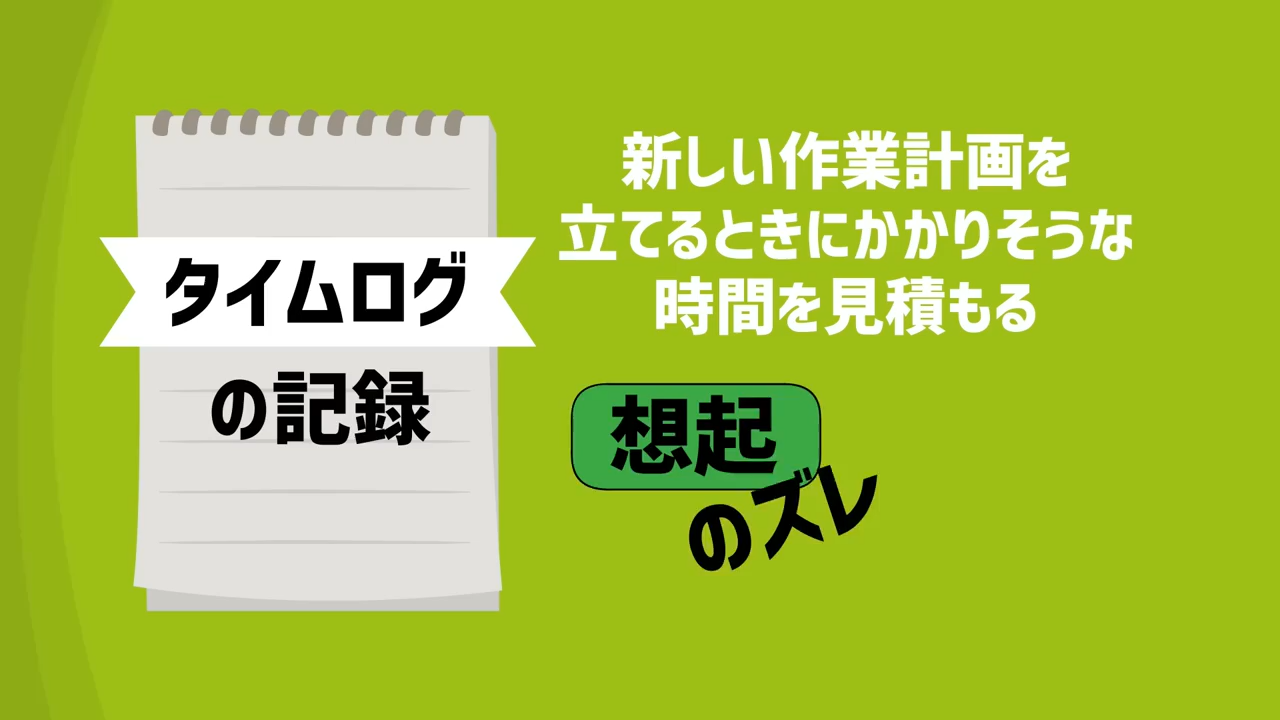 タイムログ
の記録
新しい作業計画を
立てるときにかかりそうな
時間を見積もる
想起
のズレ